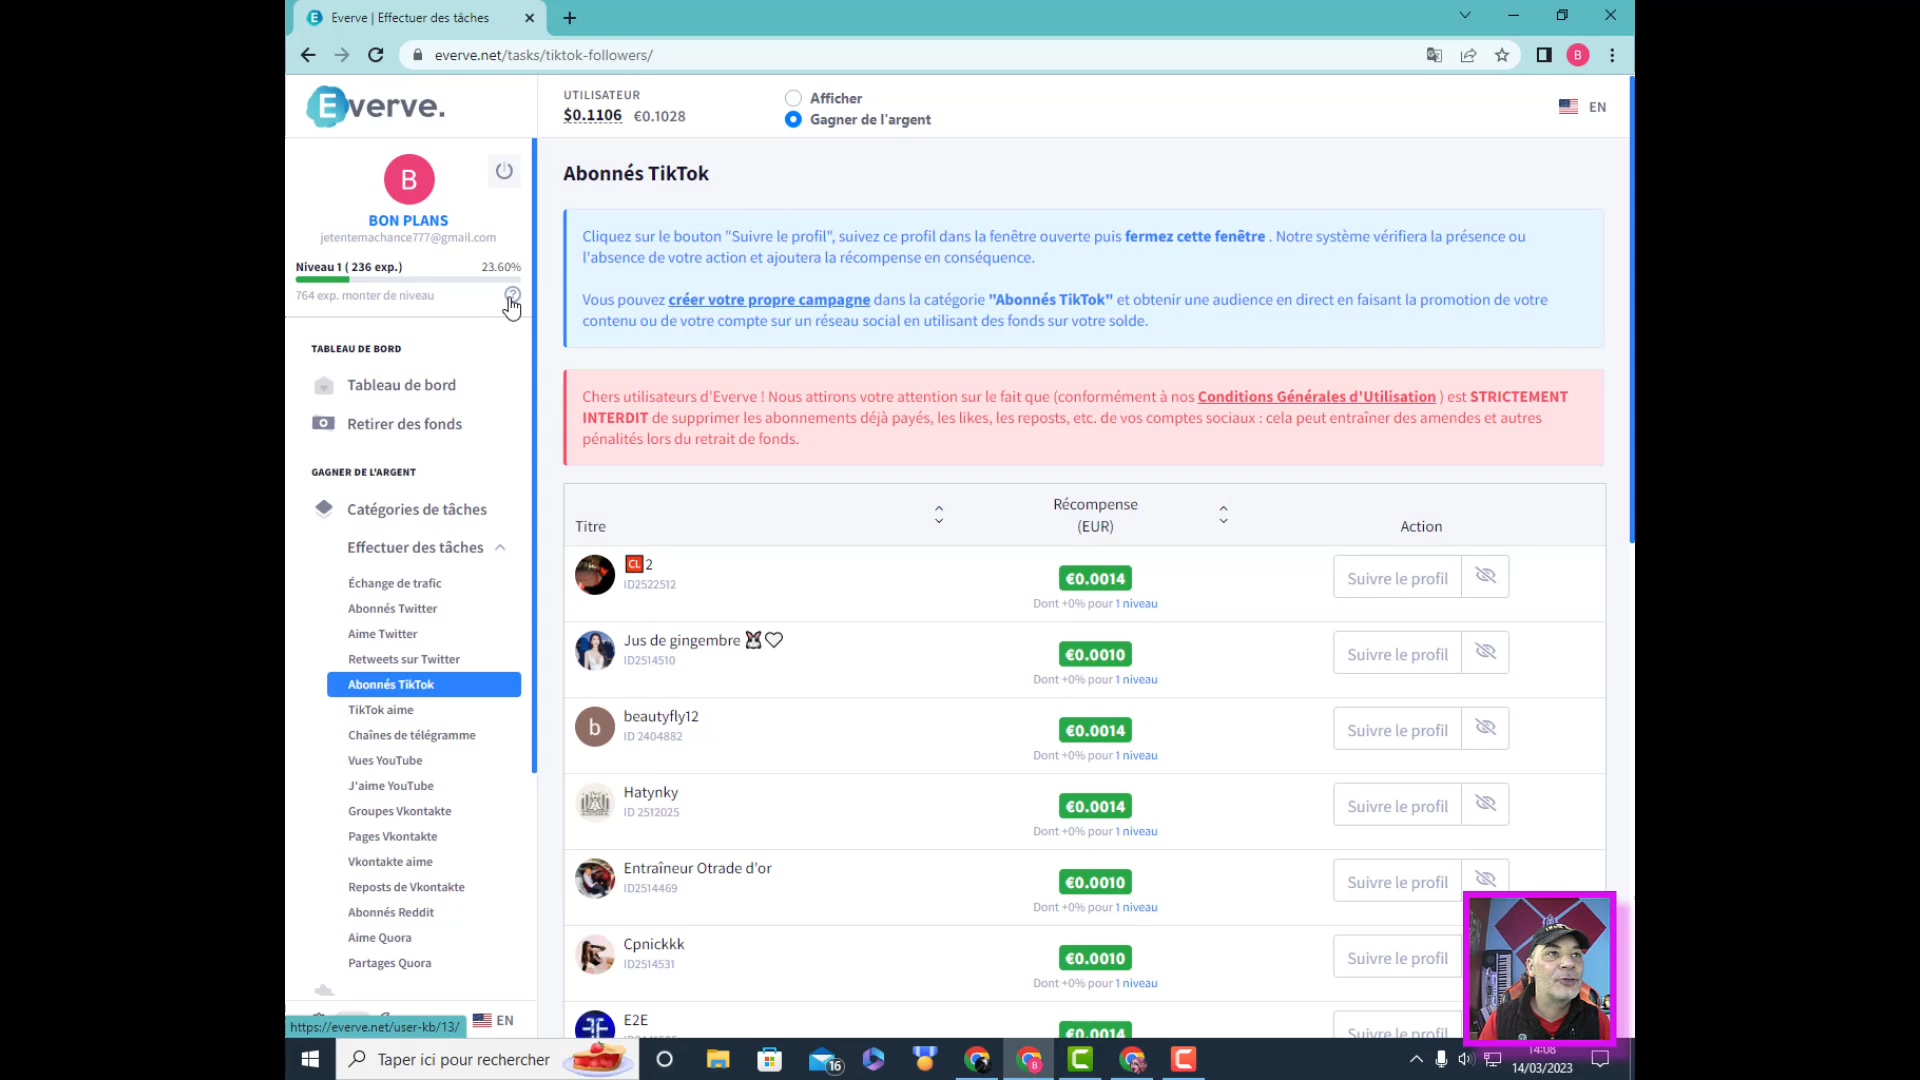 Everve | Effectuer des tâches
everve.net/tasks/tiktok-followers/
B
Everve.
UTILISATEUR
$0.1106 €0.1028
Afficher
Gagner de l'argent
EN
B
BON PLANS
jetentemachance777@gmail.com
Niveau 1 ( 236 exp.) 23.60%
764 exp. monter de niveau
TABLEAU DE BORD
Tableau de bord
Retirer des fonds
GAGNER DE L'ARGENT
Catégories de tâches
Effectuer des tâches
Échange de trafic
Abonnés Twitter
Aime Twitter
Retweets sur Twitter
Abonnés TikTok
TikTok aime
Chaînes de télégramme
Vues YouTube
J'aime YouTube
Groupes Vkontakte
Pages Vkontakte
Vkontakte aime
Reposts de Vkontakte
Abonnés Reddit
Aime Quora
Partages Quora
EN
https://everve.net/user-kb/13/
Abonnés TikTok
Cliquez sur le bouton "Suivre le profil", suivez ce profil dans la fenêtre ouverte puis fermez cette fenêtre . Notre système vérifiera la présence ou
l'absence de votre action et ajoutera la récompense en conséquence.
Vous pouvez créer votre propre campagne dans la catégorie "Abonnés TikTok" et obtenir une audience en direct en faisant la promotion de votre
contenu ou de votre compte sur un réseau social en utilisant des fonds sur votre solde.
Chers utilisateurs d'Everve ! Nous attirons votre attention sur le fait que (conformément à nos Conditions Générales d'Utilisation ) est STRICTEMENT
INTERDIT de supprimer les abonnements déjà payés, les likes, les reposts, etc. de vos comptes sociaux : cela peut entraîner des amendes et autres
pénalités lors du retrait de fonds.
Titre
Récompense
(EUR)
Action
CL 2
ID2522512
€0.0014
Dont +0% pour 1 niveau
Suivre le profil
Jus de gingembre
ID2514510
€0.0010
Dont +0% pour 1 niveau
Suivre le profil
b
beautyfly12
ID 2404882
€0.0010
Dont +0% pour 1 niveau
Suivre le profil
Hatynky
ID 2512025
€0.0014
Dont +0% pour 1 niveau
Suivre le profil
Entraîneur Otrade d'or
ID2514469
€0.0010
Dont +0% pour 1 niveau
Suivre le profil
Cpnickkk
ID2514531
€0.0010
Dont +0% pour 1 niveau
Suivre le profil
E2E
€0.0014
Suivre le profil
Taper ici pour rechercher
16
14:08
14/03/2023